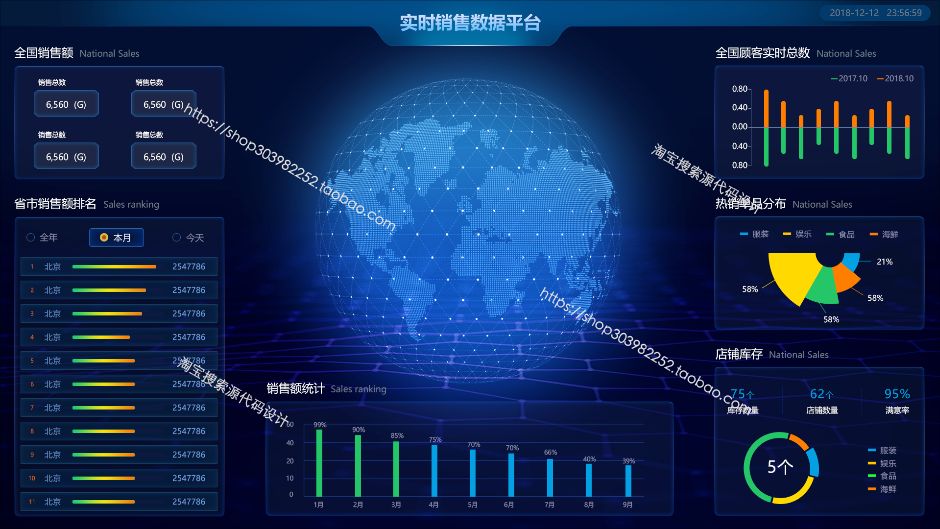 实时销售数据平台
2018-12-12 23:56:59
全国销售额 National Sales
销售总数 销售总数
6,560 (G) 6,560 (G)
销售总数 销售总数
6,560 (G) 6,560 (G)
省市销售额排名 Sales ranking
全年 本月 今天
1 北京 2547786
2 北京 2547786
3 北京 2547786
4 北京 2547786
5 北京 2547786
6 北京 2547786
7 北京 2547786
8 北京 2547786
9 北京 2547786
10 北京 2547786
11 北京 2547786
https://shop303982252.taobao.com
淘宝搜索源代码设计
https://shop303982252.taobao.com
淘宝搜索源代码设计
销售额统计 Sales ranking
99% 90% 85% 75% 70% 70% 66% 40% 39%
40
20
10
0
1月 2月 3月 4月 5月 6月 7月 8月 9月
全国顾客实时总数 National Sales
2017.10 2018.10
0.80
0.40
0.00
0.40
0.80
热销单品分布 National Sales
服装 娱乐 食品 海鲜
21%
58%
58%
58%
店铺库存 National Sales
75个 62个 95%
库存数量 店铺数量 满意率
5个
服装
娱乐
食品
海鲜